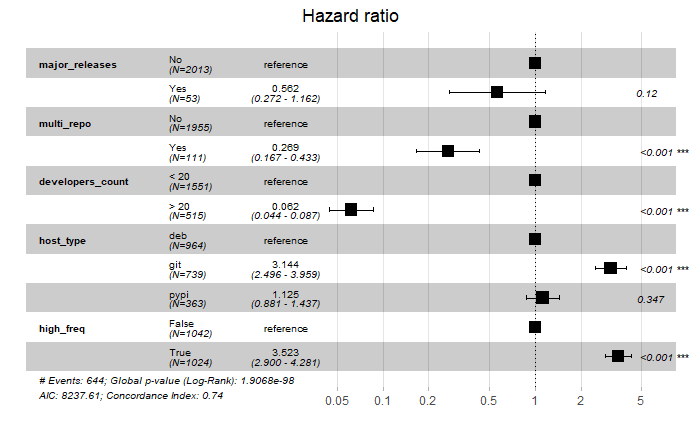 Hazard ratio
major_releases No (N=2013) reference
Yes (N=53) 0.562 (0.272 - 1.162) 0.12
multi_repo No (N=1955) reference
Yes (N=111) 0.269 (0.167 - 0.433) <0.001 ***
developers_count < 20 (N=1551) reference
> 20 (N=515) 0.062 (0.044 - 0.087) <0.001 ***
host_type deb (N=964) reference
git (N=739) 3.144 (2.496 - 3.959) <0.001 ***
pypi (N=363) 1.125 (0.881 - 1.437) 0.347
high_freq False (N=1042) reference
True (N=1024) 3.523 (2.900 - 4.281) <0.001 ***
# Events: 644; Global p-value (Log-Rank): 1.9068e-98
AIC: 8237.61; Concordance Index: 0.74
0.05 0.1 0.2 0.5 1 2 5